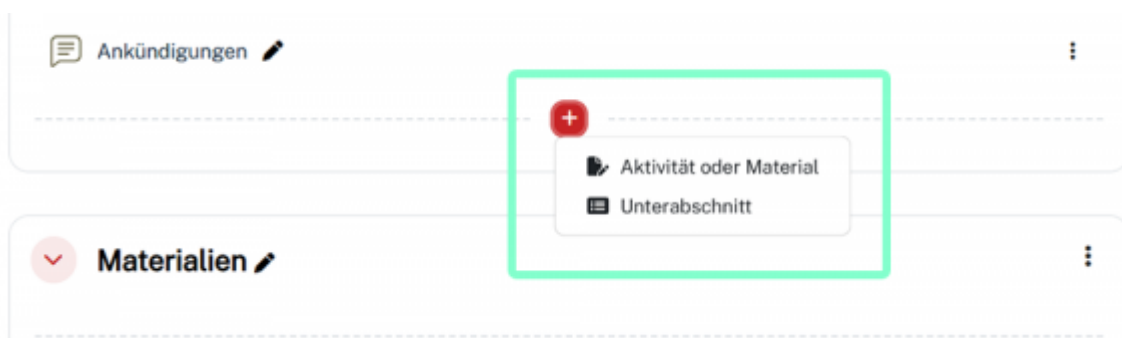 Ankündigungen
Aktivität oder Material
Unterabschnitt
Materialien